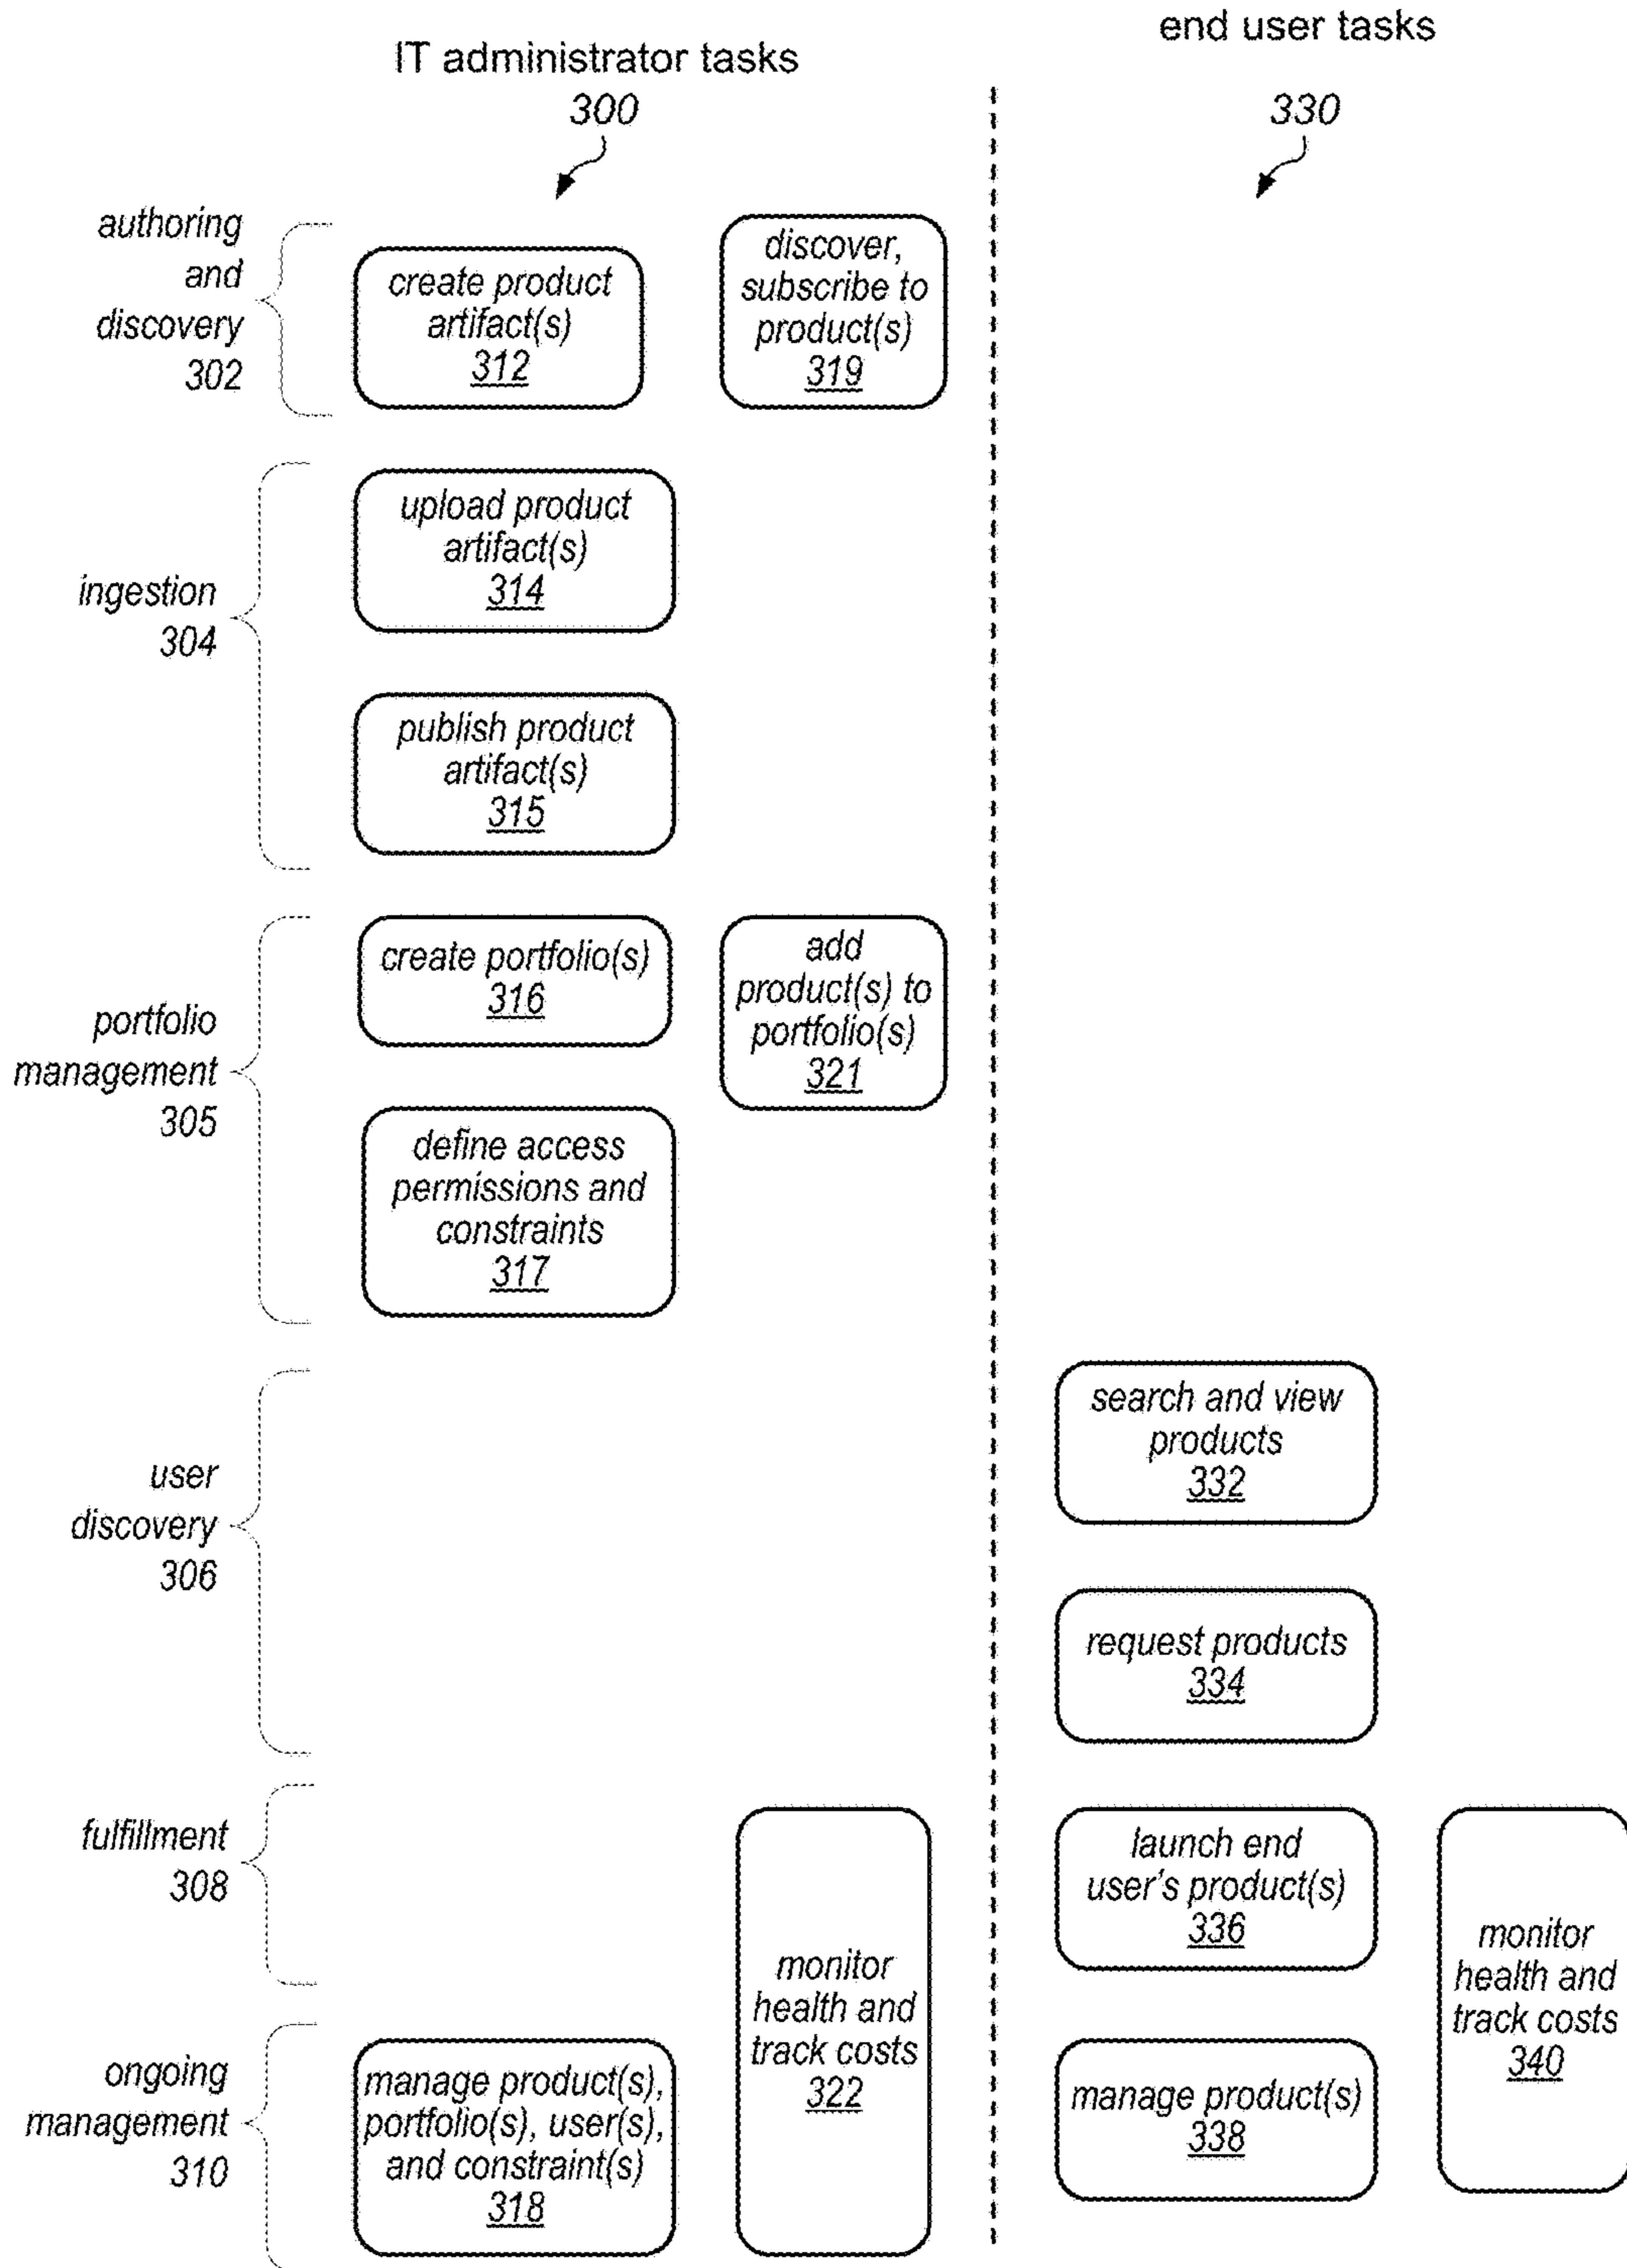 IT administrator tasks
300
end user tasks
330
authoring
and
discovery
302
create product
artifact(s)
312
discover,
subscribe to
product(s)
319
ingestion
304
upload product
artifact(s)
314
publish product
artifact(s)
315
portfolio
management
305
create portfolio(s)
316
add
product(s) to
portfolio(s)
321
define access
permissions and
constraints
317
user
discovery
306
search and view
products
332
request products
334
fulfillment
308
launch end
user's product(s)
336
monitor
health and
track costs
322
monitor
health and
track costs
340
ongoing
management
310
manage product(s),
portfolio(s), user(s),
and constraint(s)
318
manage product(s)
338